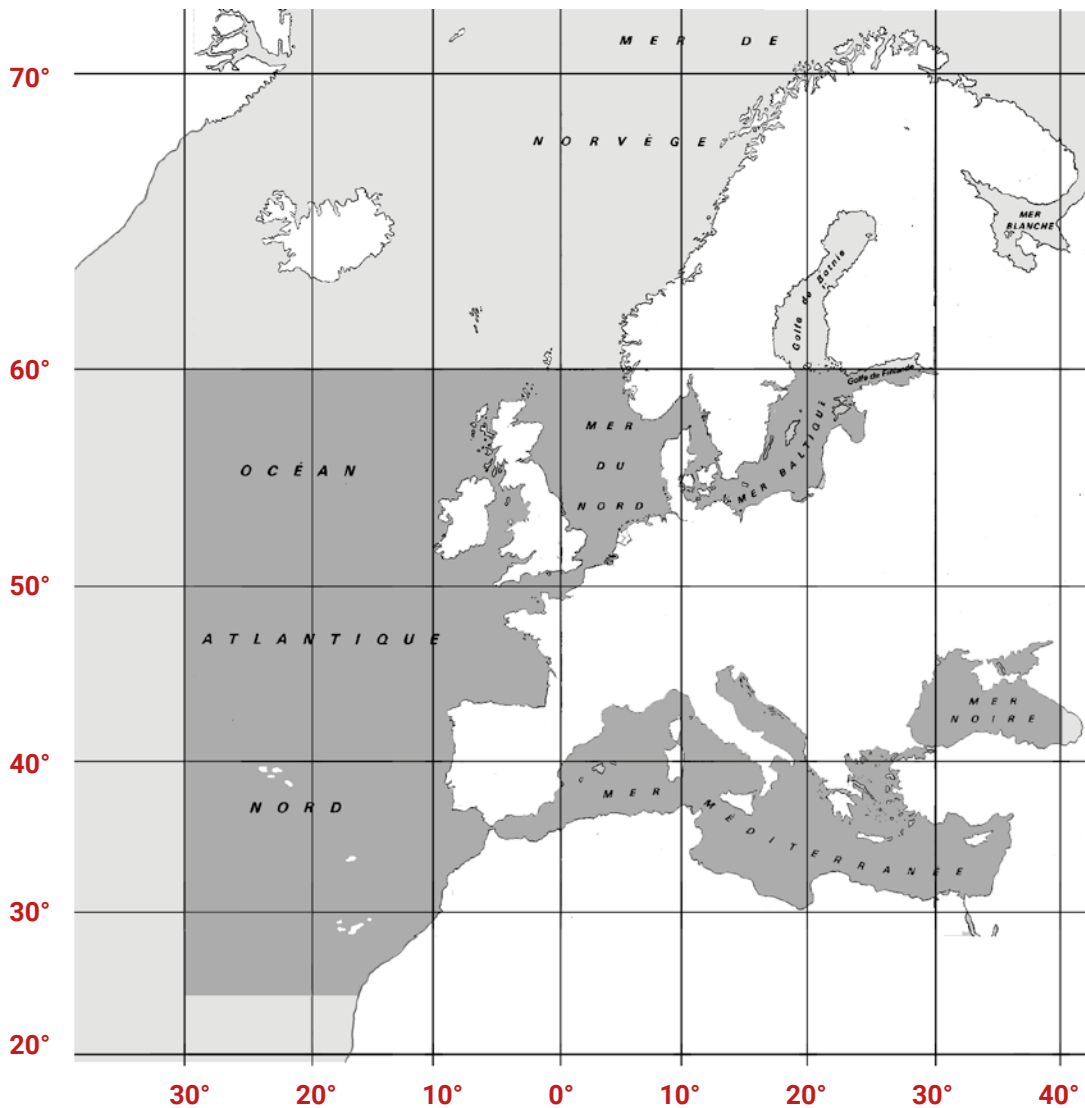 MER DE
70°
NORVÈGE
MER
BLANCHE
Golfe de Botnie
60°
Golfe de Finlande
MER
DU
NORD
OCÉAN
MER BALTIQUE
50°
ATLANTIQUE
MER
NOIRE
40°
NORD
MER
MÉDITERRANÉE
30°
20°
30° 20° 10° 0° 10° 20° 30° 40°